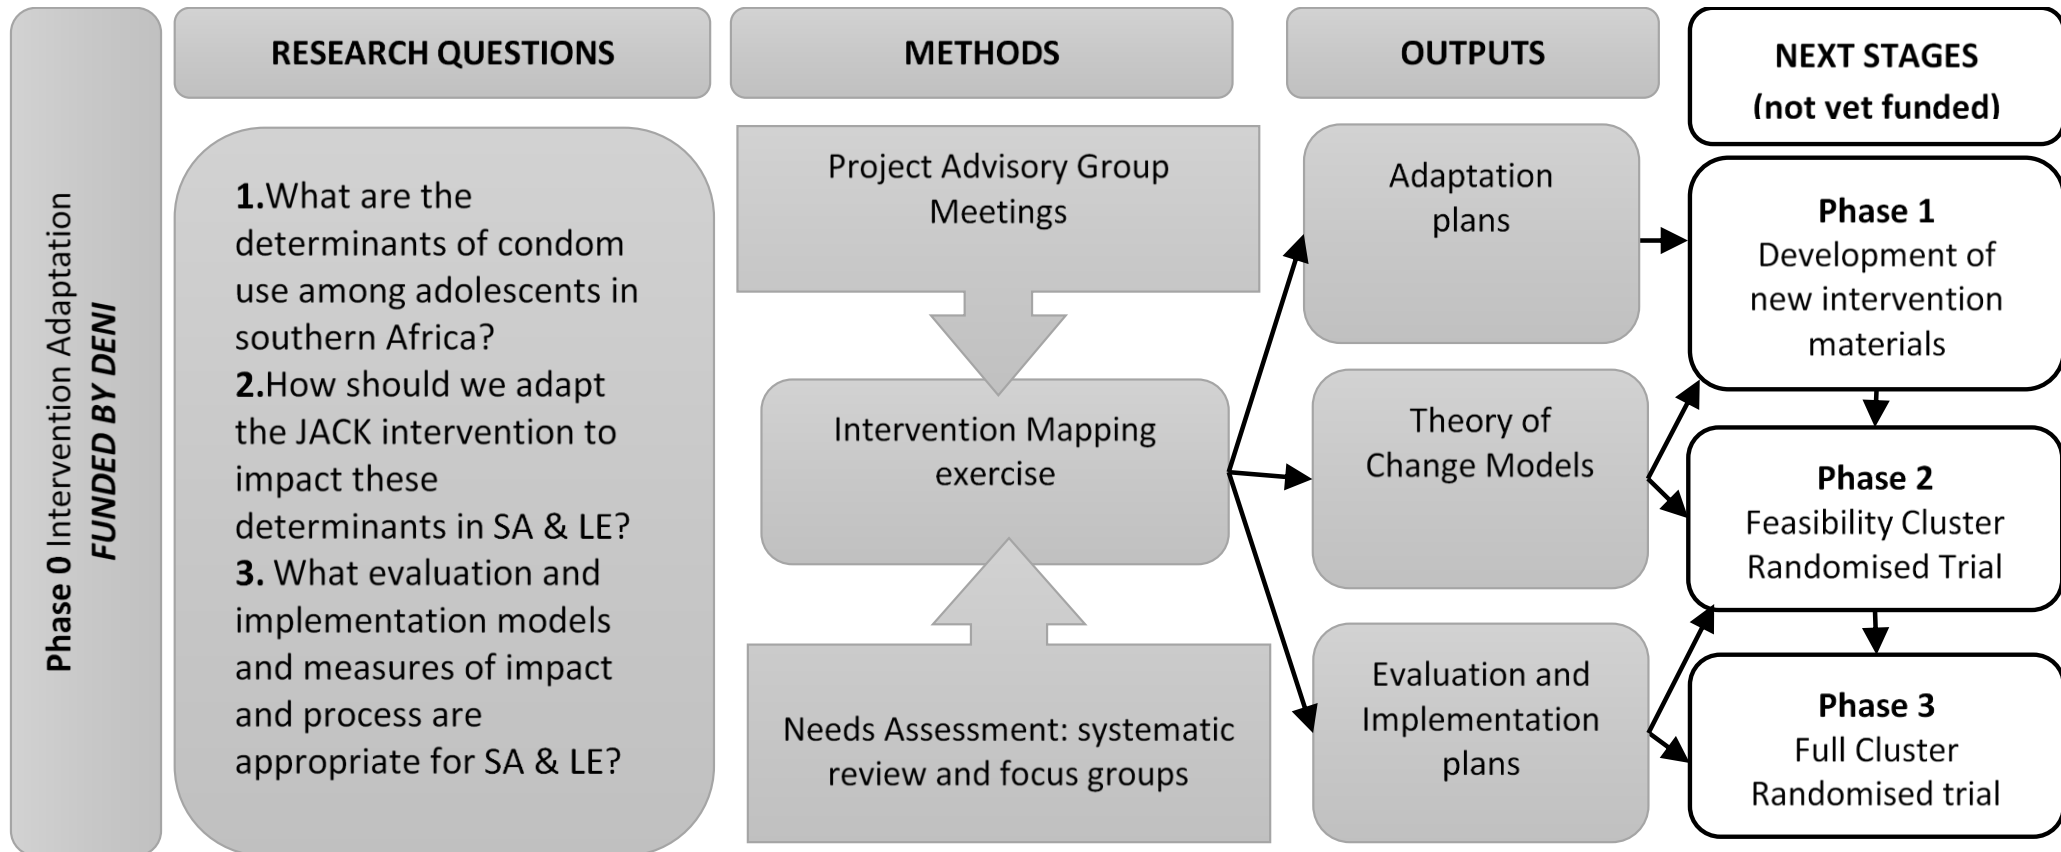 Phase 0 Intervention Adaptation
FUNDED BY DENI
RESEARCH QUESTIONS
1.What are the
determinants of condom
use among adolescents in
southern Africa?
2.How should we adapt
the JACK intervention to
impact these
determinants in SA & LE?
3. What evaluation and
implementation models
and measures of impact
and process are
appropriate for SA & LE?
METHODS
Project Advisory Group
Meetings
Intervention Mapping
exercise
Needs Assessment: systematic
review and focus groups
OUTPUTS
Adaptation
plans
Theory of
Change Models
Evaluation and
Implementation
plans
NEXT STAGES
(not yet funded)
Phase 1
Development of
new intervention
materials
Phase 2
Feasibility Cluster
Randomised Trial
Phase 3
Full Cluster
Randomised trial